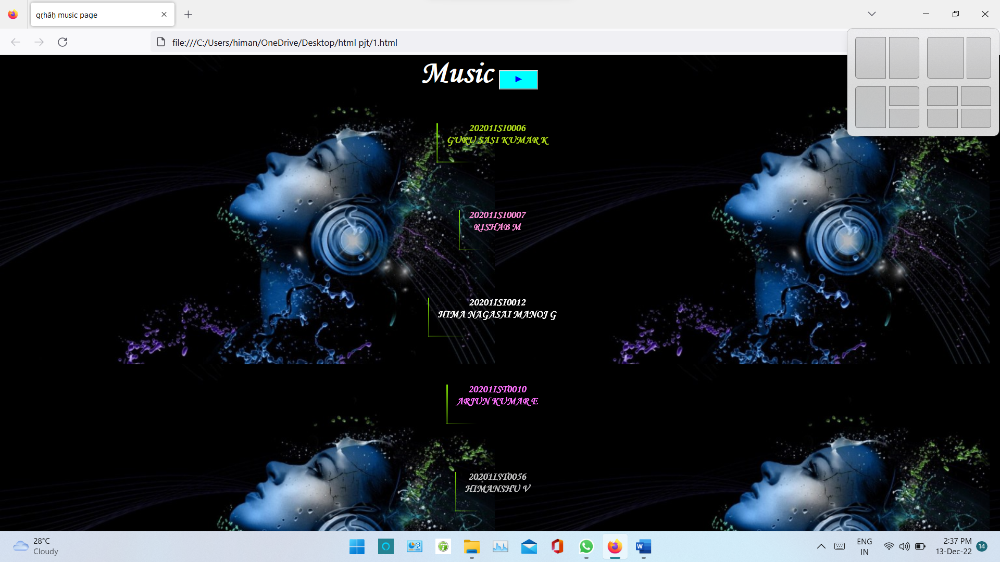 gṛhāḥ music page
file:///C:/Users/himan/OneDrive/Desktop/html pjt/1.html
Music
20201ISI0006
GURU SASI KUMAR K
20201ISI0007
RISHAB M
20201ISI0012
HIMA NAGASAI MANOJ G
20201IST0010
ARJUN KUMAR E
20201IST0056
HIMANSHU V
28°C
Cloudy
ENG
IN
2:37 PM
13-Dec-22
14